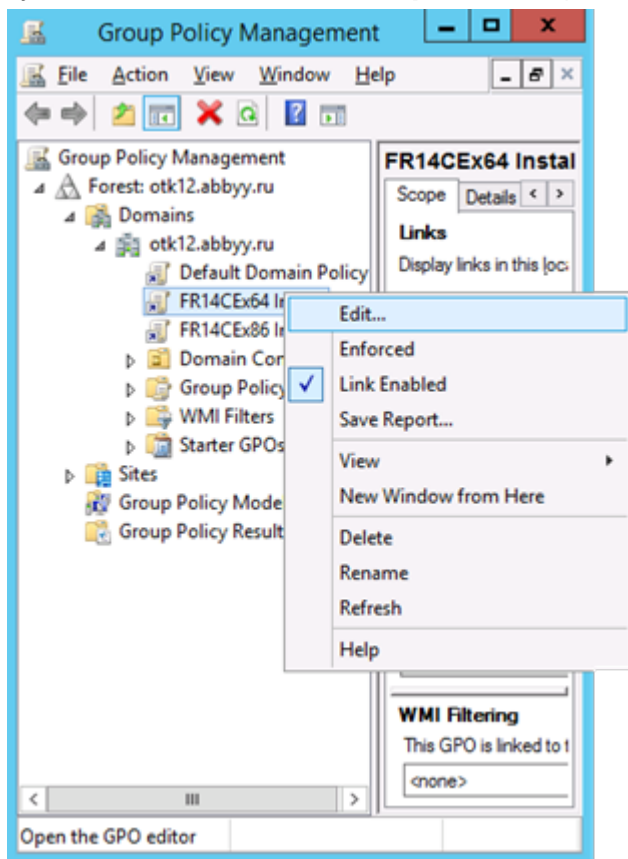 Group Policy Management
File Action View Window Help
Group Policy Management
Forest: otk12.abbyy.ru
Domains
otk12.abbyy.ru
Default Domain Policy
FR14CEx64 In
FR14CEx86 In
Domain Con
Group Policy
WMI Filters
Starter GPOs
Sites
Group Policy Mode
Group Policy Result
FR14CEx64 Instal
Scope Details
Links
Display links in this loc
Edit...
Enforced
Link Enabled
Save Report...
View
New Window from Here
Delete
Rename
Refresh
Help
WMI Filtering
This GPO is linked to t
<none>
Open the GPO editor